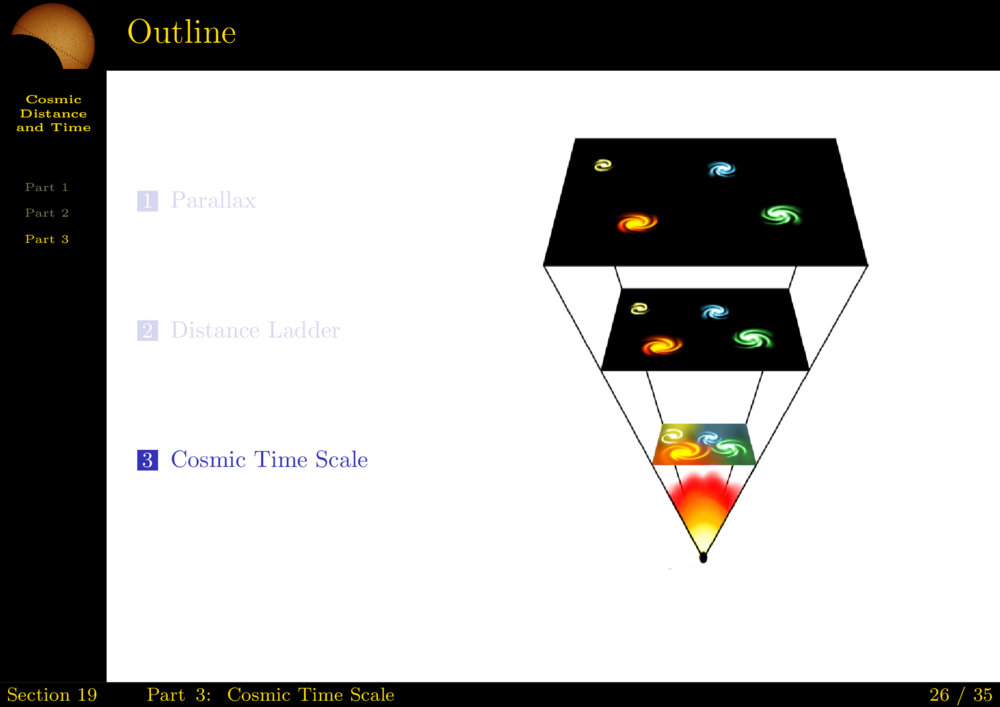 Outline
Cosmic
Distance
and Time
Part 1
Part 2
Part 3
1 Parallax
2 Distance Ladder
3 Cosmic Time Scale
Section 19
Part 3: Cosmic Time Scale
26 / 35